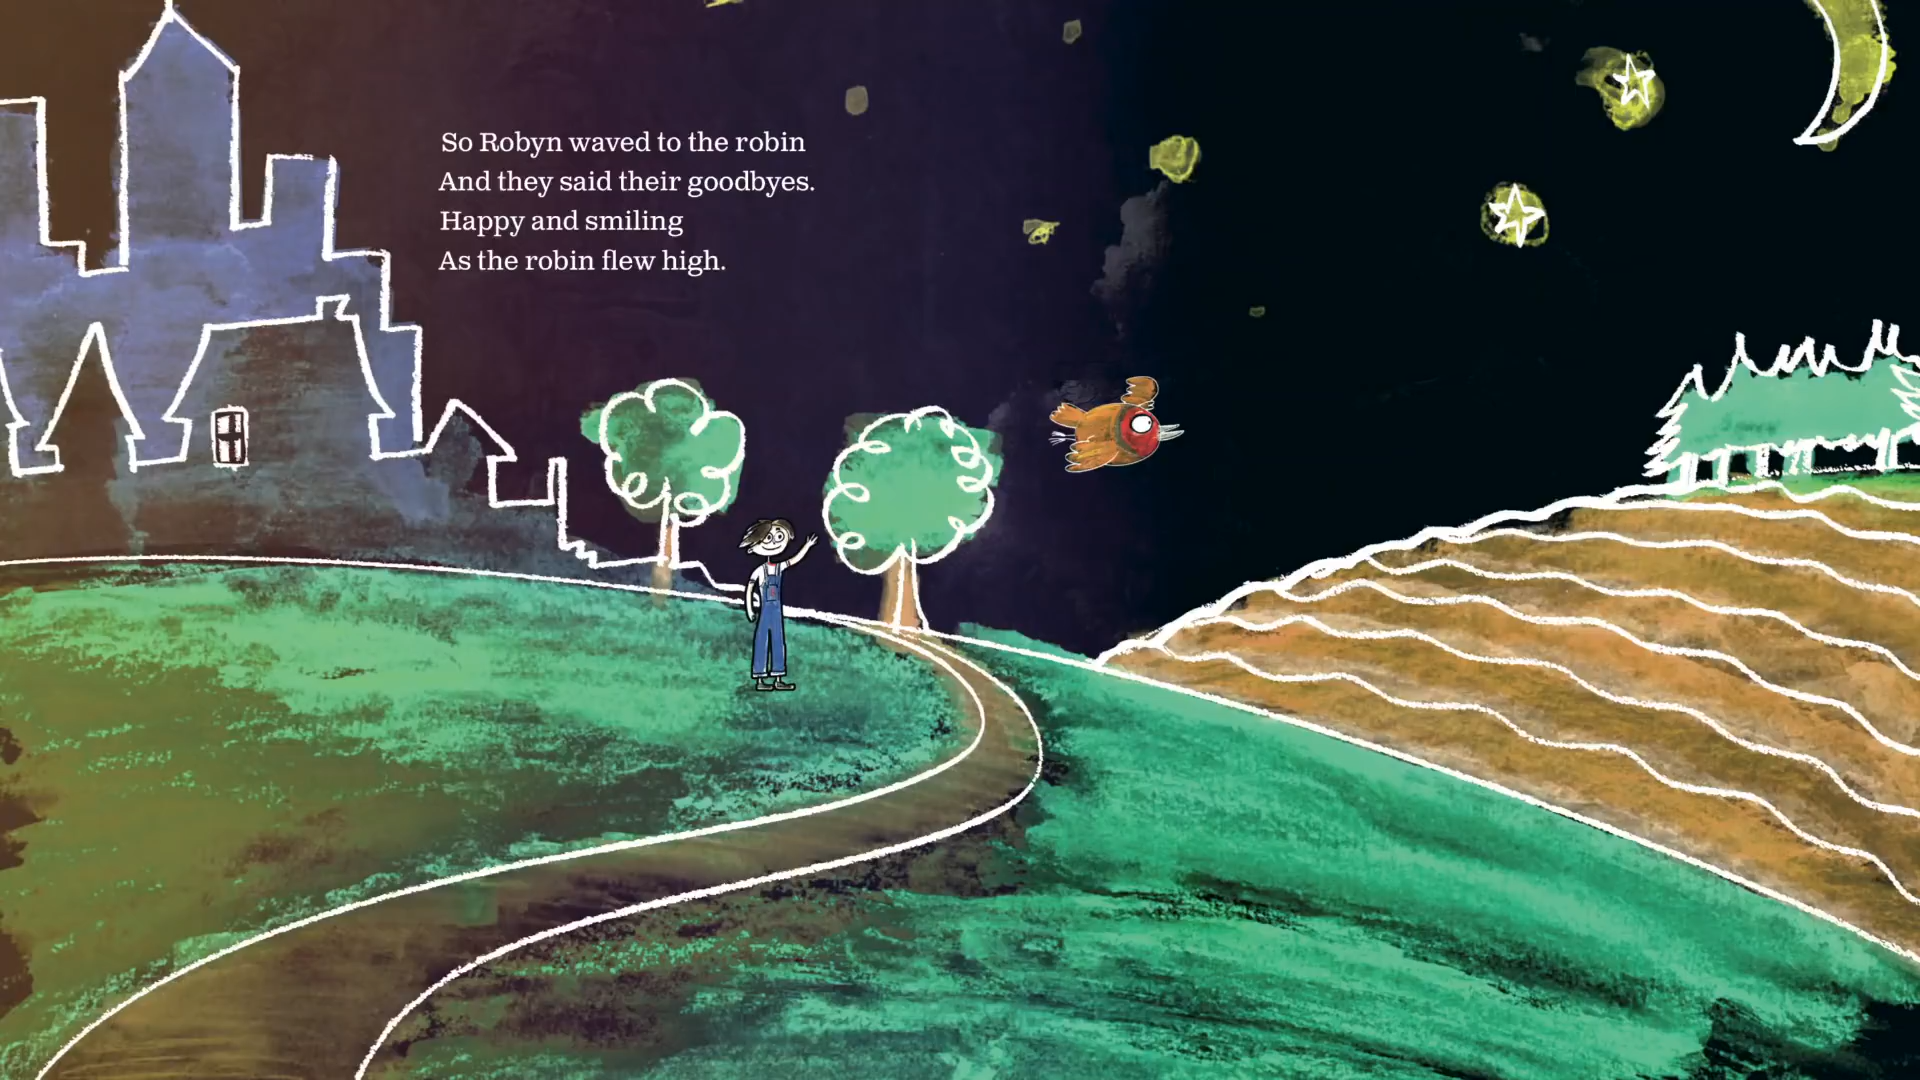 So Robyn waved to the robin
And they said their goodbyes.
Happy and smiling
As the robin flew high.